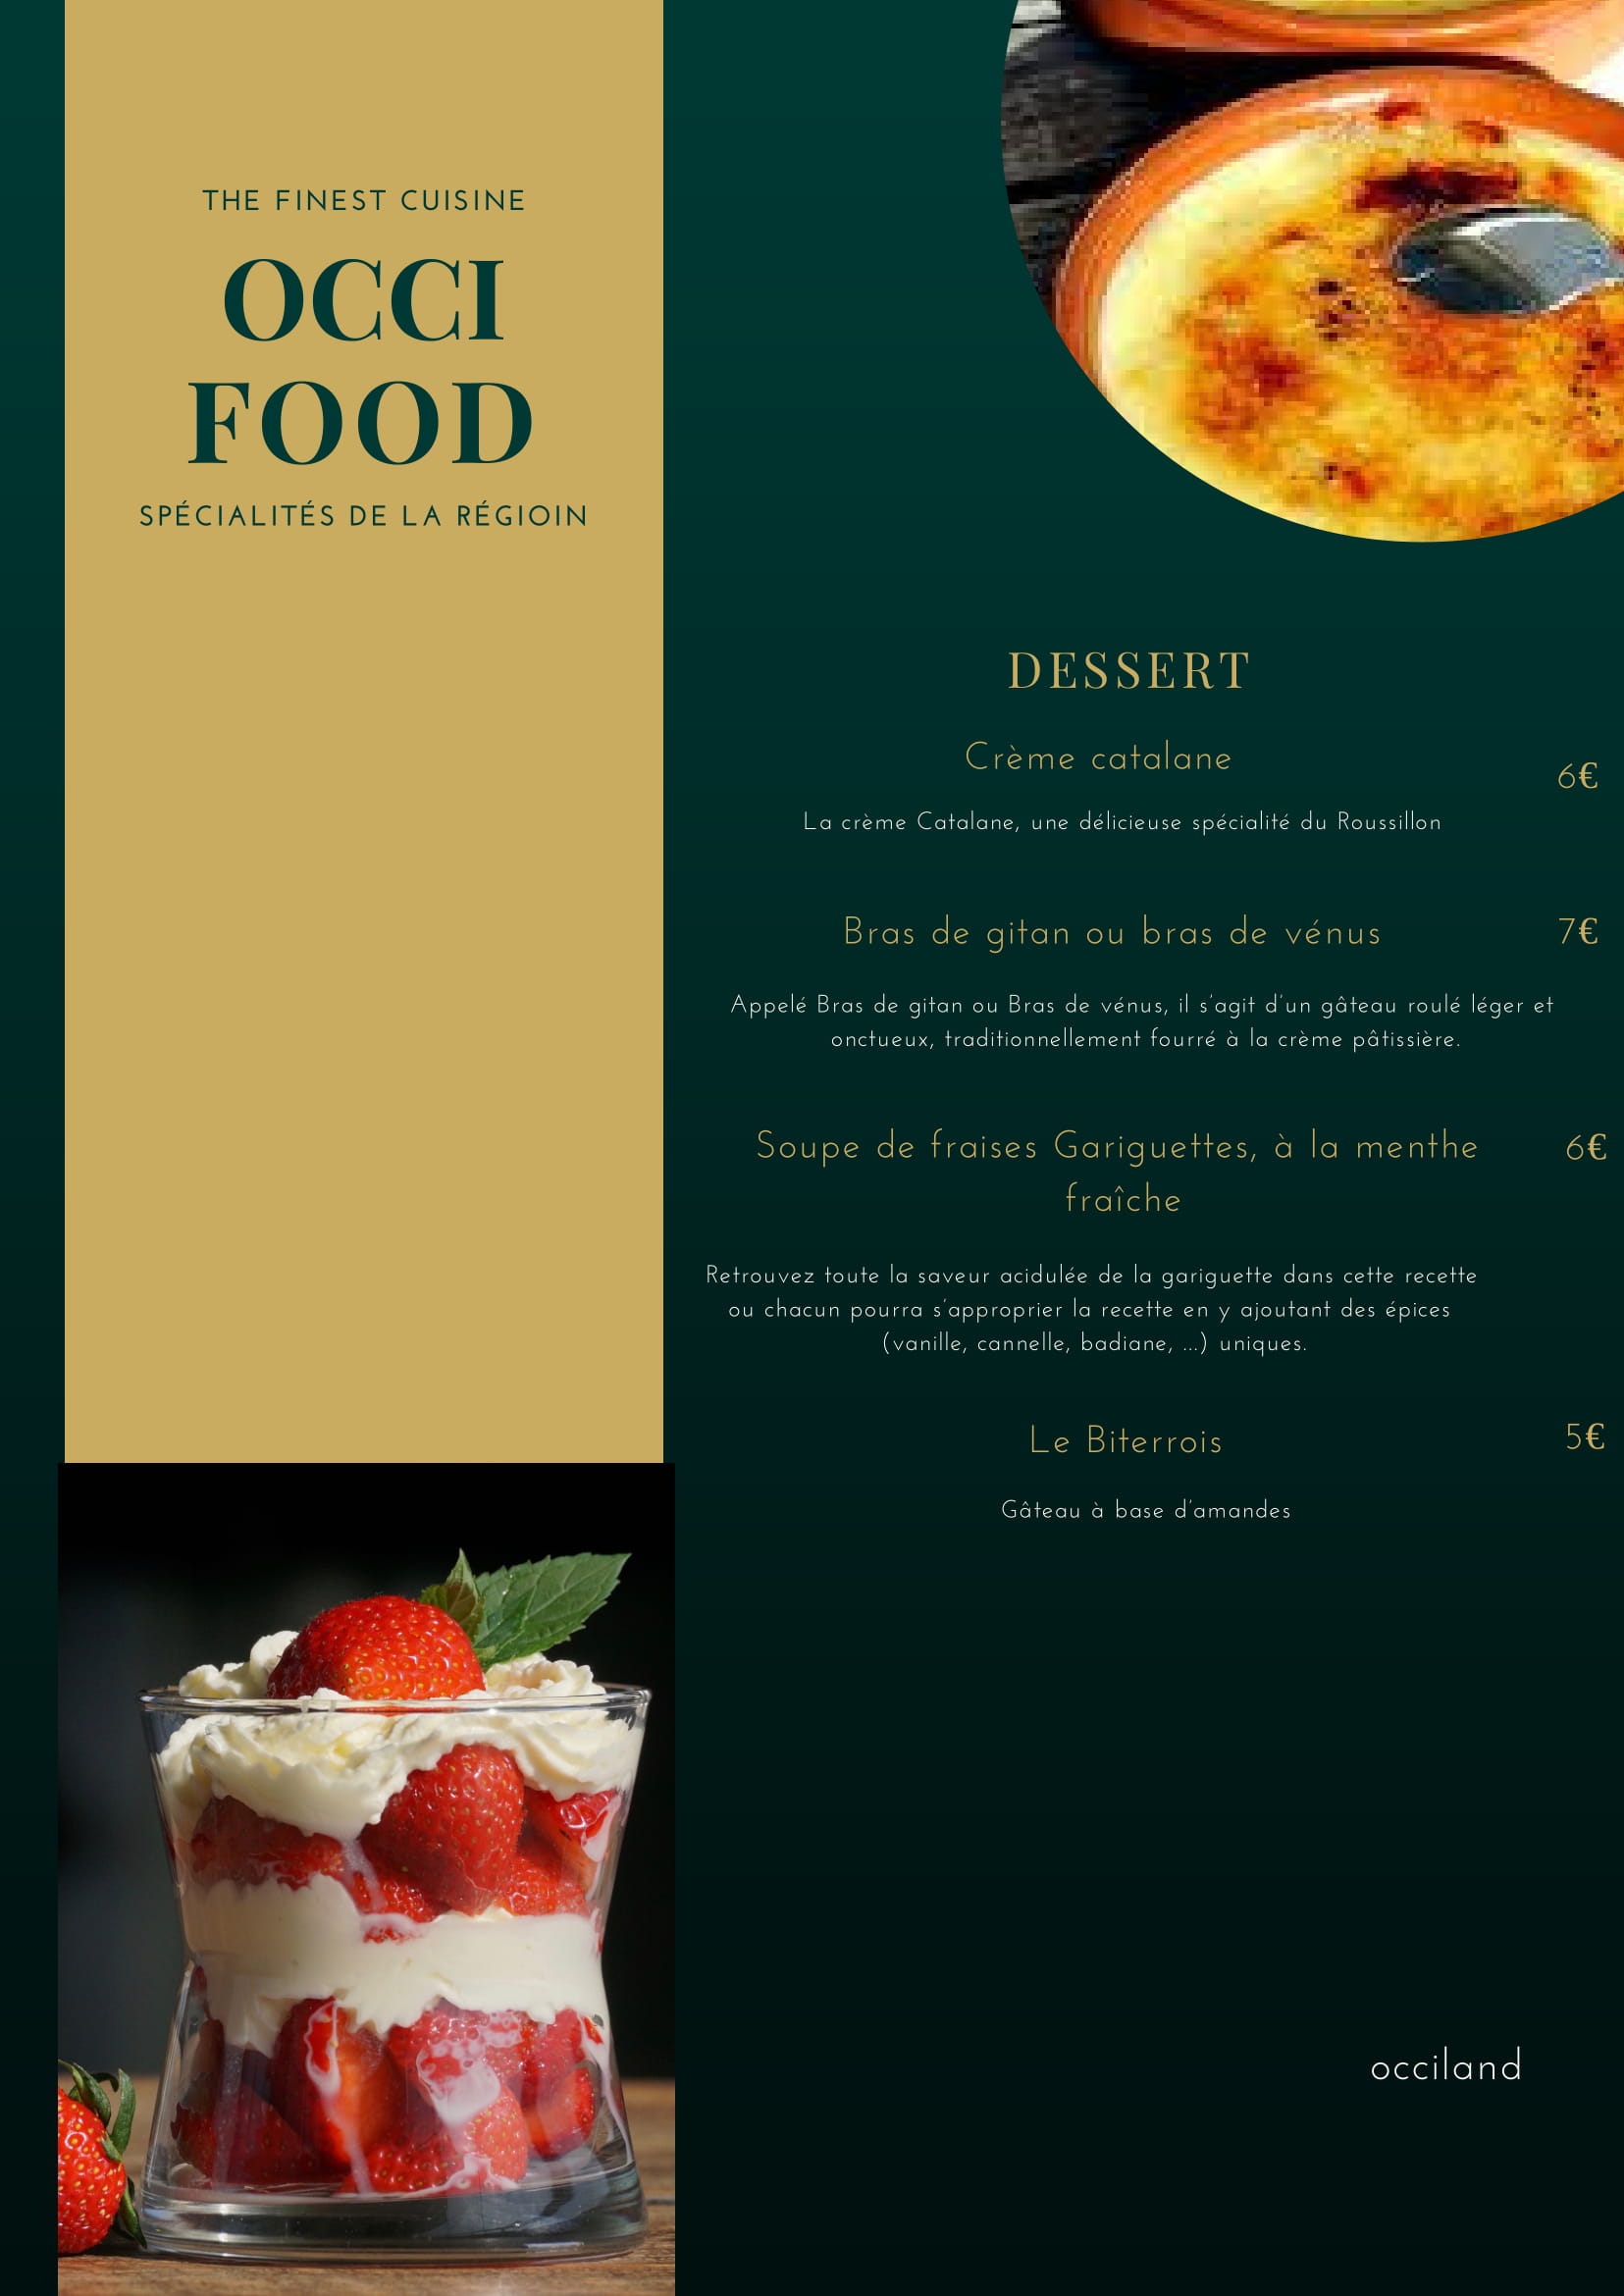 THE FINEST CUISINE
OCCI
FOOD
SPÉCIALITÉS DE LA RÉGIOIN
DESSERT
Crème catalane
6€
La crème Catalane, une délicieuse spécialité du Roussillon
Bras de gitan ou bras de vénus
7€
Appelé Bras de gitan ou Bras de vénus, il s'agit d'un gâteau roulé léger et
onctueux, traditionnellement fourré à la crème pâtissière.
Soupe de fraises Gariguettes, à la menthe
6€
fraîche
Retrouvez toute la saveur acidulée de la gariguette dans cette recette
ou chacun pourra s'approprier la recette en y ajoutant des épices
(vanille, cannelle, badiane, ...) uniques.
Le Biterrois
5€
Gâteau à base d'amandes
occiland